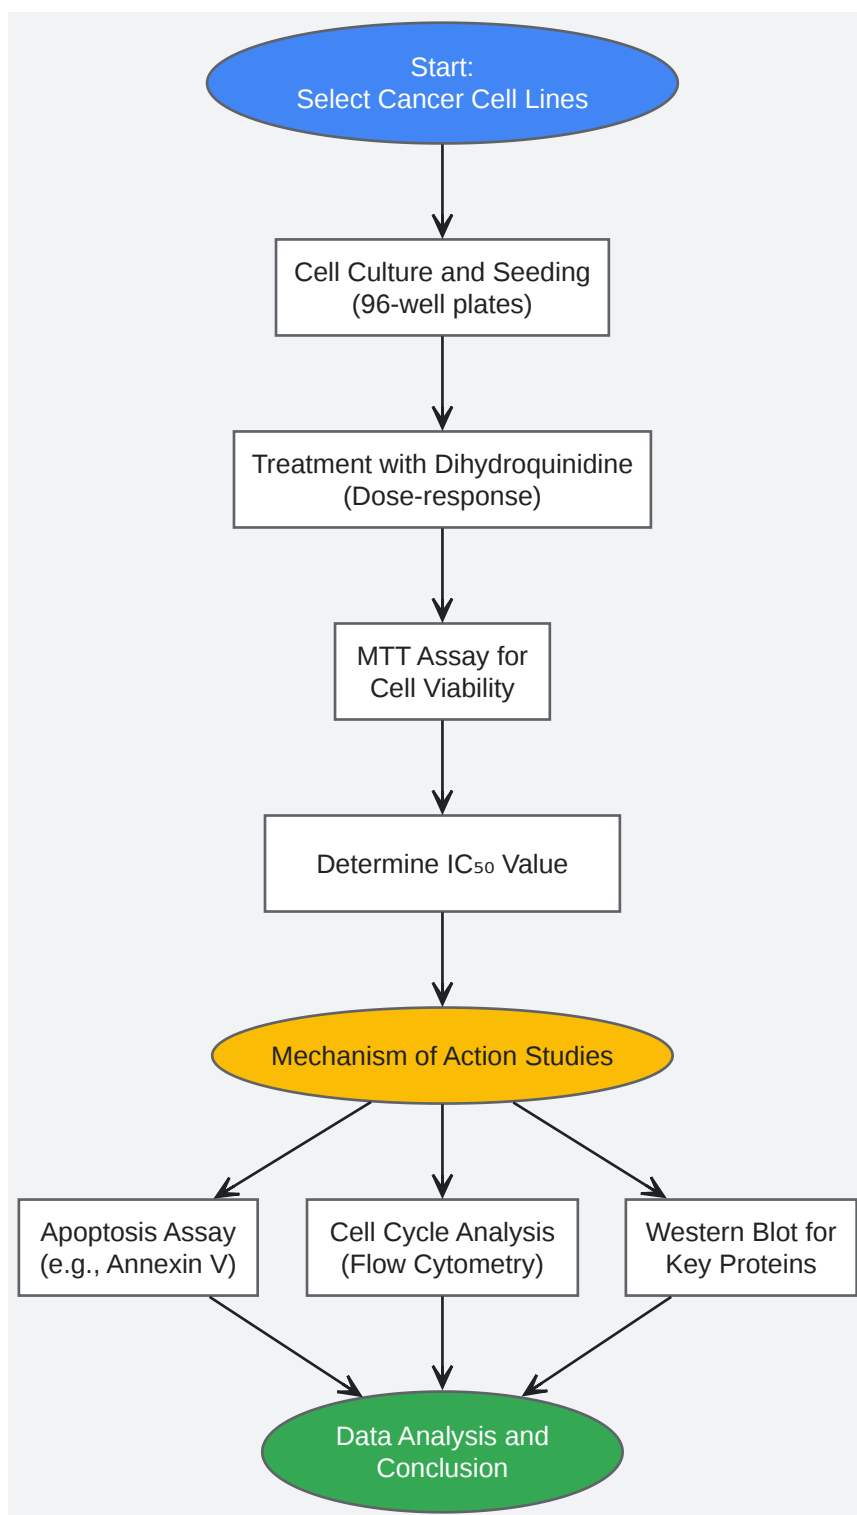 Start:
Select Cancer Cell Lines
Cell Culture and Seeding
(96-well plates)
Treatment with Dihydroquinidine
(Dose-response)
MTT Assay for
Cell Viability
Determine IC₅₀ Value
Mechanism of Action Studies
Apoptosis Assay
(e.g., Annexin V)
Cell Cycle Analysis
(Flow Cytometry)
Western Blot for
Key Proteins
Data Analysis and
Conclusion